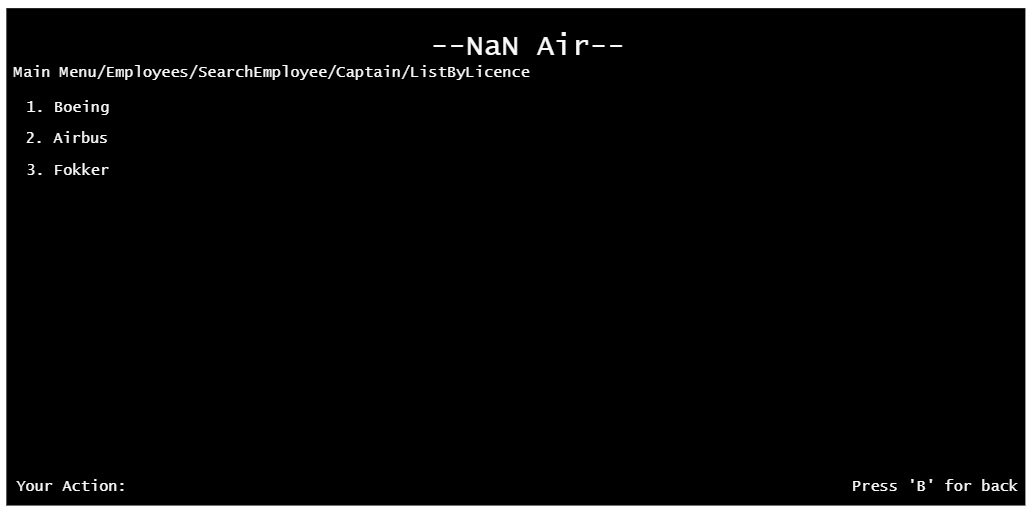 --NaN Air--
Main Menu/Employees/SearchEmployee/Captain/ListByLicence
1. Boeing
2. Airbus
3. Fokker
Your Action:
Press 'B' for back